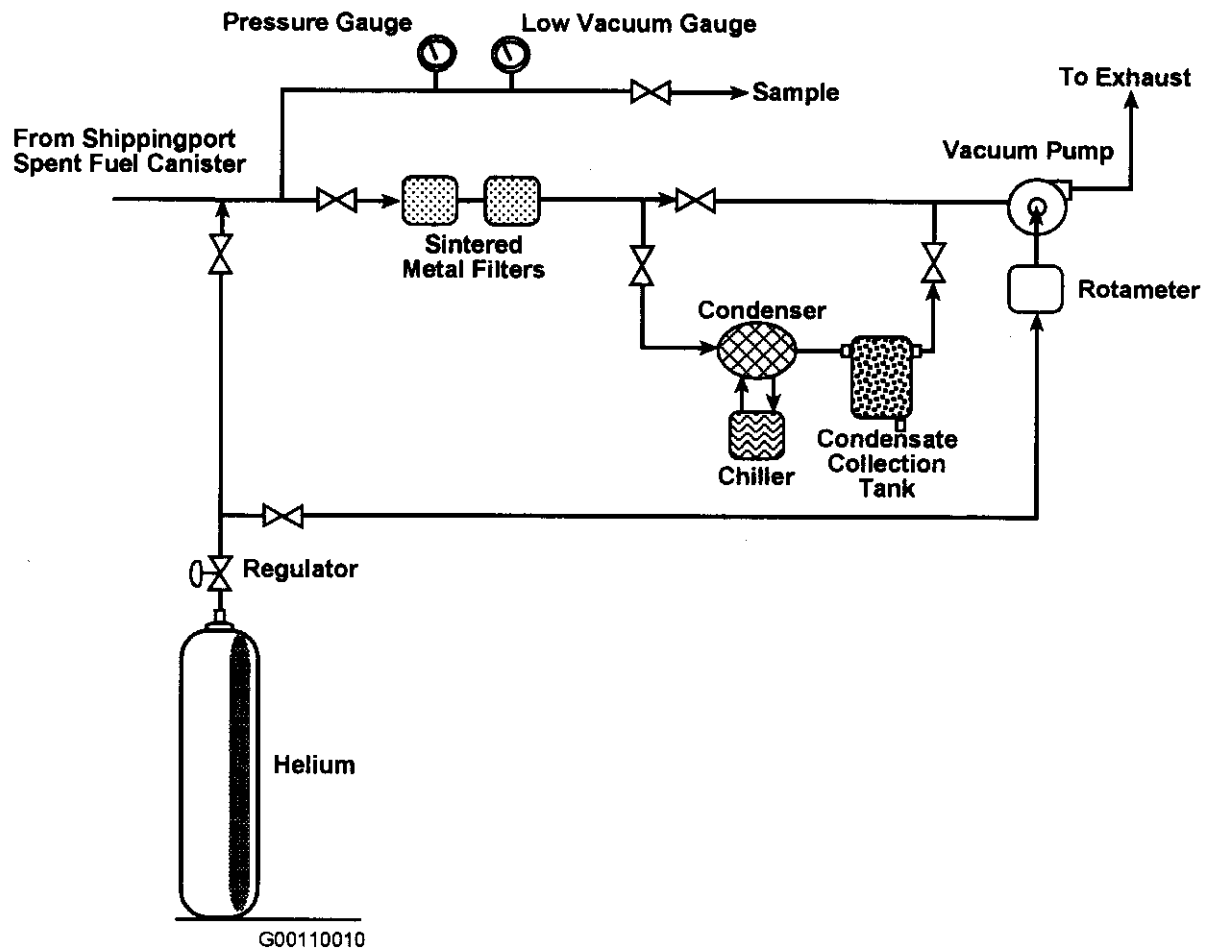 Pressure Gauge
Low Vacuum Gauge
To Exhaust
Sample
From Shippingport
Spent Fuel Canister
Vacuum Pump
Sintered
Metal Filters
Rotameter
Condenser
Chiller
Condensate
Collection
Tank
Regulator
Helium
G00110010